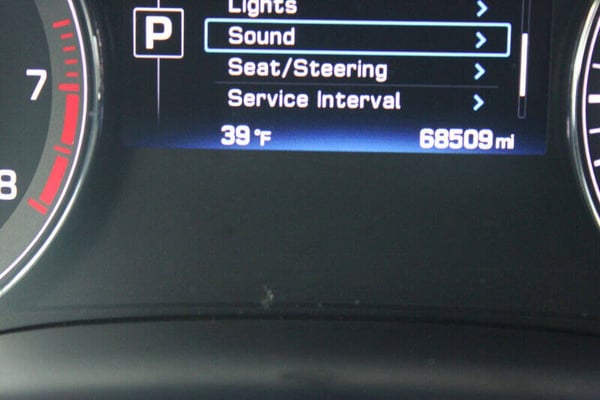 Lights
P
Sound
7
Seat/Steering
Service Interval
39 °F 68509 mi
8